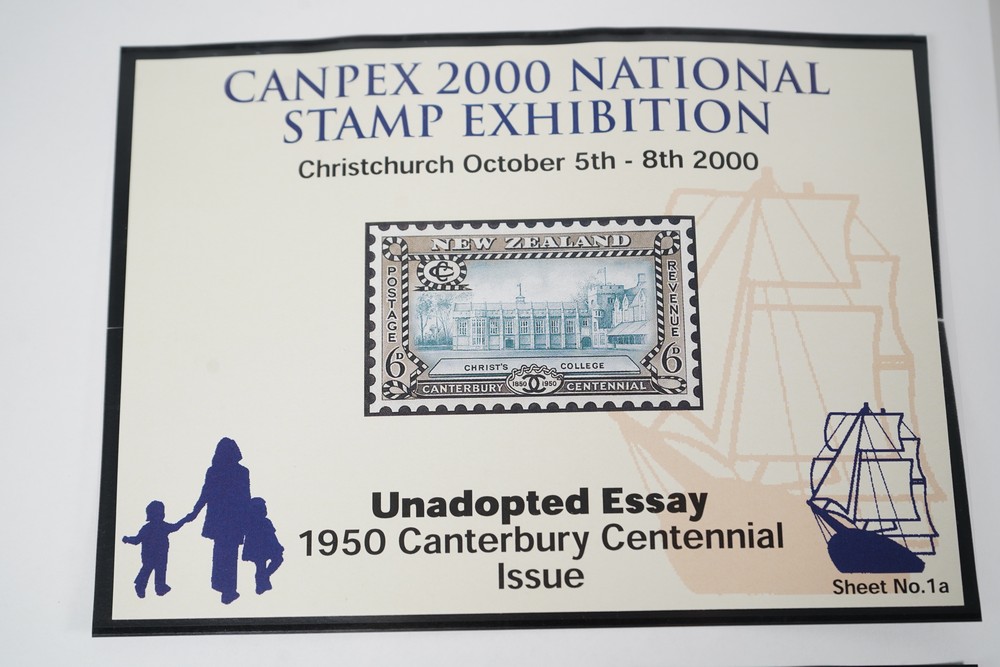 CANPEX 2000 NATIONAL
STAMP EXHIBITION
Christchurch October 5th - 8th 2000
NEW ZEALAND
POSTAGE
REVENUE
6D
6D
CHRIST'S COLLEGE
CANTERBURY 1850 1950 CENTENNIAL
Unadopted Essay
1950 Canterbury Centennial
Issue
Sheet No.1a